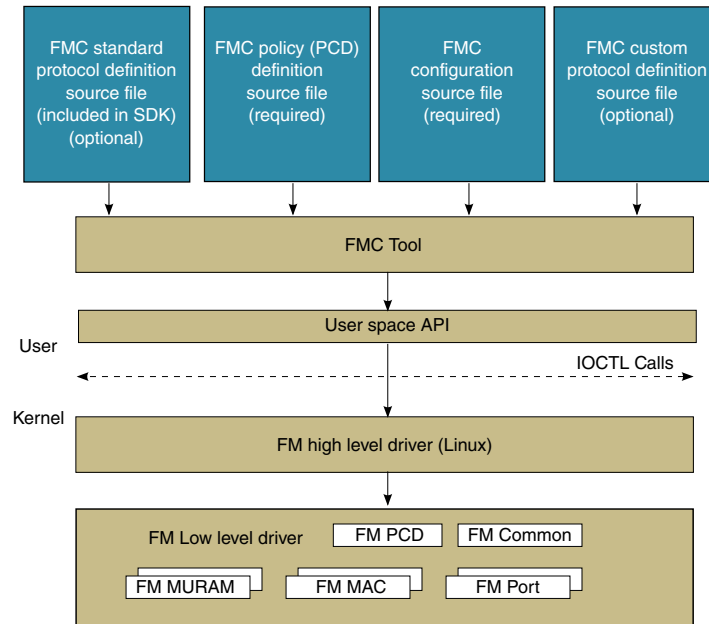 FMC standard
protocol definition
source file
(included in SDK)
(optional)
FMC policy (PCD)
definition
source file
(required)
FMC
configuration
source file
(required)
FMC custom
protocol definition
source file
(optional)
FMC Tool
User space API
User
IOCTL Calls
Kernel
FM high level driver (Linux)
FM Low level driver
FM PCD
FM Common
FM MURAM
FM MAC
FM Port